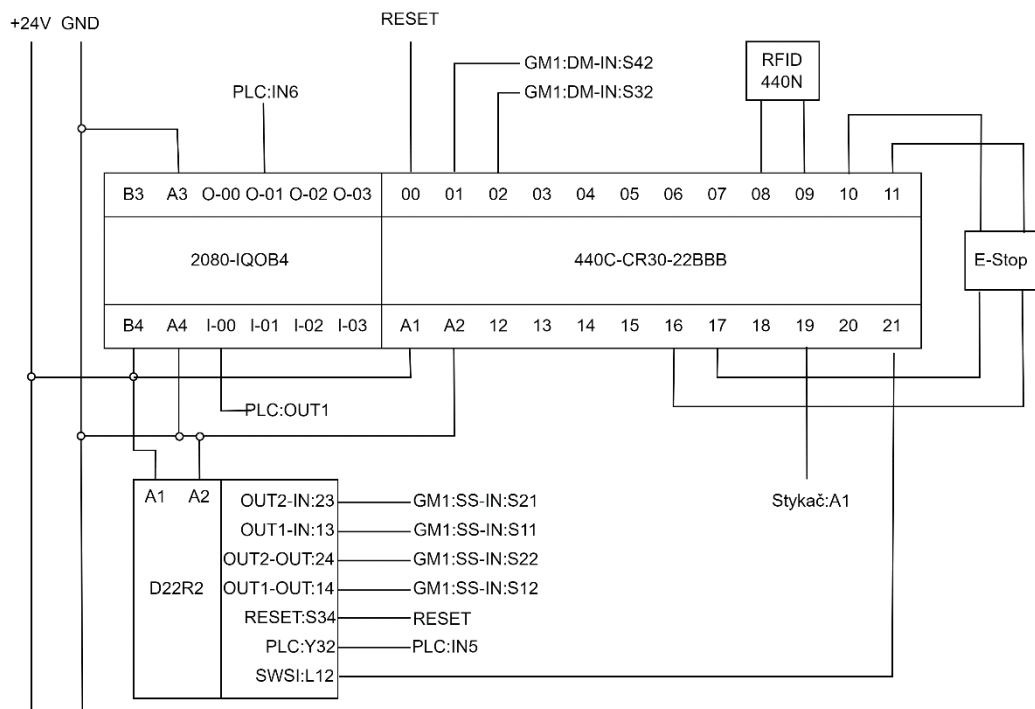 +24V GND
RESET
GM1:DM-IN:S42
GM1:DM-IN:S32
RFID
440N
PLC:IN6
B3 A3 O-00 O-01 O-02 O-03 00 01 02 03 04 05 06 07 08 09 10 11
2080-IQOB4 440C-CR30-22BBB E-Stop
B4 A4 I-00 I-01 I-02 I-03 A1 A2 12 13 14 15 16 17 18 19 20 21
PLC:OUT1
A1 A2
OUT2-IN:23 GM1:SS-IN:S21
Stykač:A1
OUT1-IN:13 GM1:SS-IN:S11
OUT2-OUT:24 GM1:SS-IN:S22
D22R2 OUT1-OUT:14 GM1:SS-IN:S12
RESET:S34 RESET
PLC:Y32 PLC:IN5
SWSI:L12